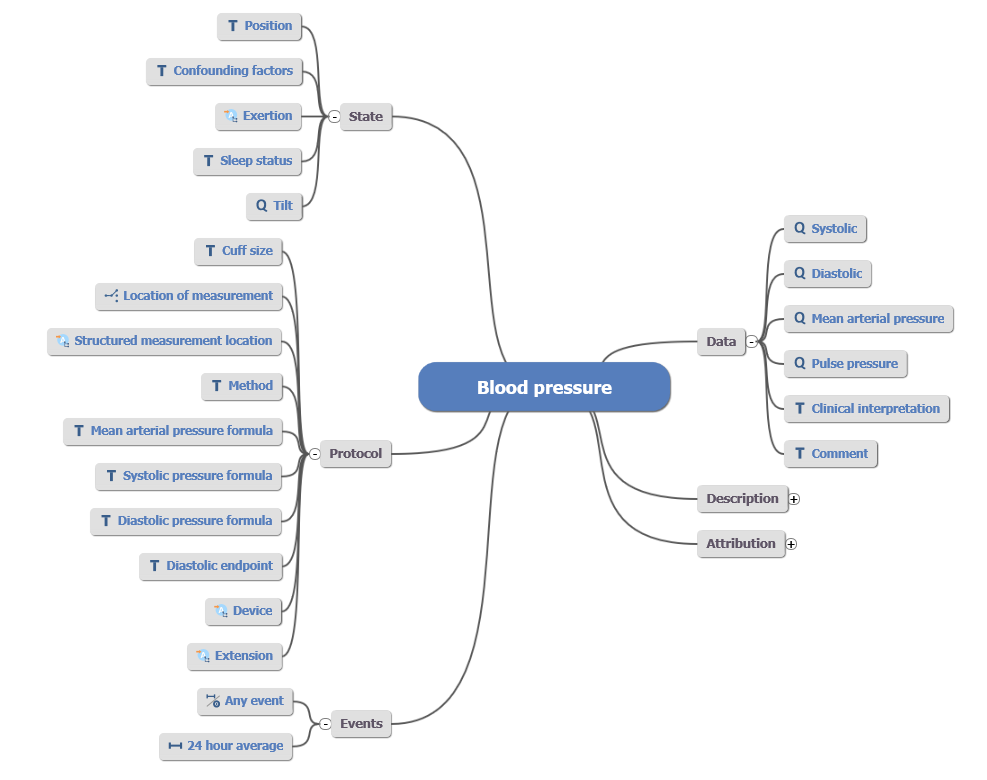 Position
Confounding factors
Exertion
State
Sleep status
Tilt
Cuff size
Location of measurement
Structured measurement location
Method
Mean arterial pressure formula
Protocol
Systolic pressure formula
Diastolic pressure formula
Diastolic endpoint
Device
Extension
Any event
Events
24 hour average
Blood pressure
Systolic
Diastolic
Mean arterial pressure
Data
Pulse pressure
Clinical interpretation
Comment
Description
Attribution